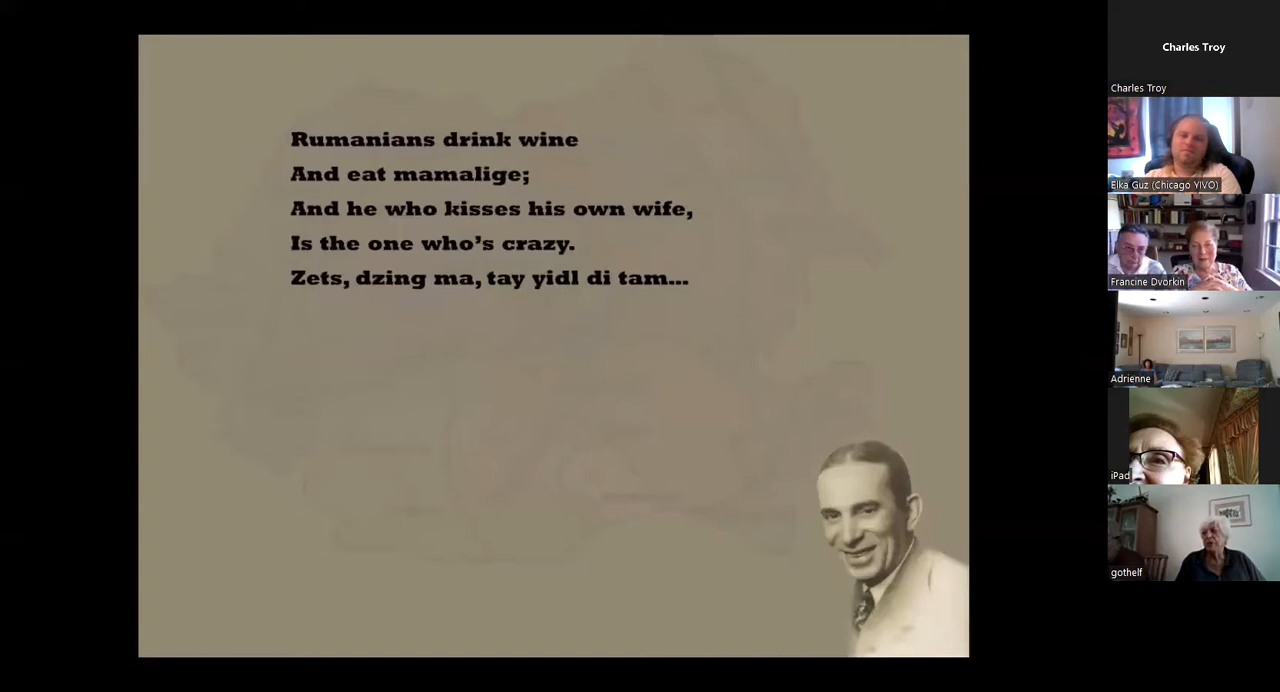 Rumanians drink wine
And eat mamalige;
And he who kisses his own wife,
Is the one who's crazy.
Zets, dzing ma, tay yidl di tam...
Charles Troy
Charles Troy
Elka Guz (Chicago YIVO)
Francine Dvorkin
Adrienne
iPad
gothelf